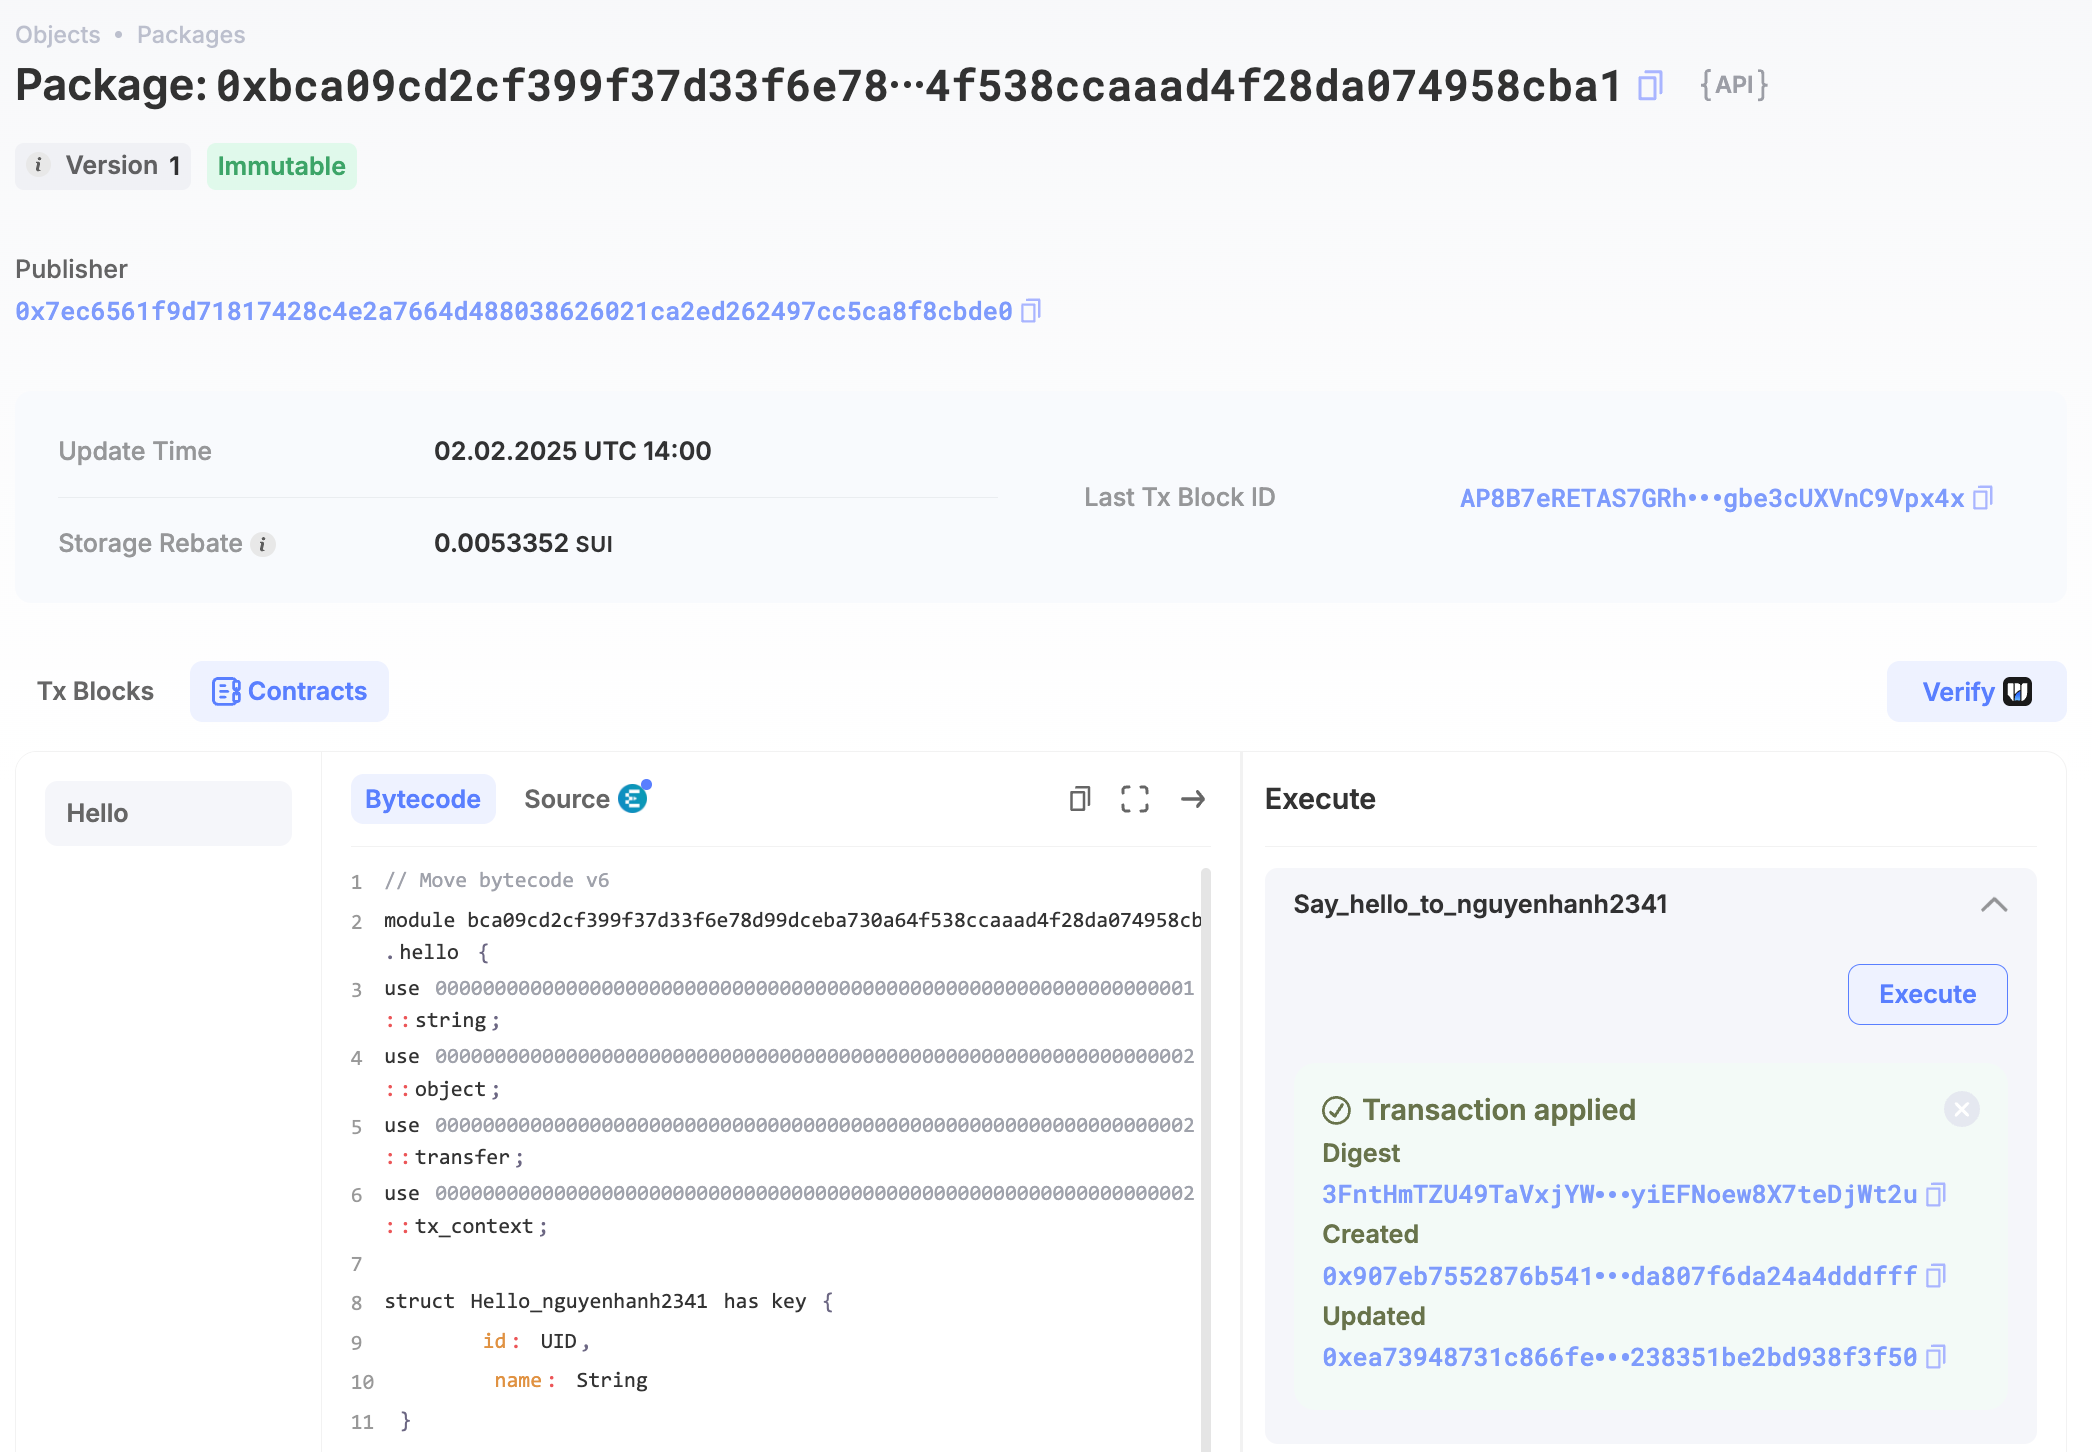 Objects • Packages
Package: 0xbca09cd2cf399f37d33f6e78···4f538ccaaad4f28da074958cba1 {API}
i Version 1 Immutable
Publisher
0x7ec6561f9d71817428c4e2a7664d488038626021ca2ed262497cc5ca8f8cbde0
Update Time 02.02.2025 UTC 14:00
Last Tx Block ID AP8B7eRETAS7GRh•••gbe3cUXVnC9Vpx4x
Storage Rebate i 0.0053352 SUI
Tx Blocks Contracts Verify
Hello
Bytecode Source
1 // Move bytecode v6
2 module bca09cd2cf399f37d33f6e78d99dceba730a64f538ccaaad4f28da074958cb
.hello {
3 use 0000000000000000000000000000000000000000000000000000000000000001
::string;
4 use 0000000000000000000000000000000000000000000000000000000000000002
::object;
5 use 0000000000000000000000000000000000000000000000000000000000000002
::transfer;
6 use 0000000000000000000000000000000000000000000000000000000000000002
::tx_context;
7
8 struct Hello_nguyenhanh2341 has key {
9 id: UID,
10 name: String
11 }
Execute
Say_hello_to_nguyenhanh2341
Execute
Transaction applied
Digest
3FntHmTZU49TaVxjYW•••yiEFNoew8X7teDjWt2u
Created
0x907eb7552876b541•••da807f6da24a4dddfff
Updated
0xea73948731c866fe•••238351be2bd938f3f50